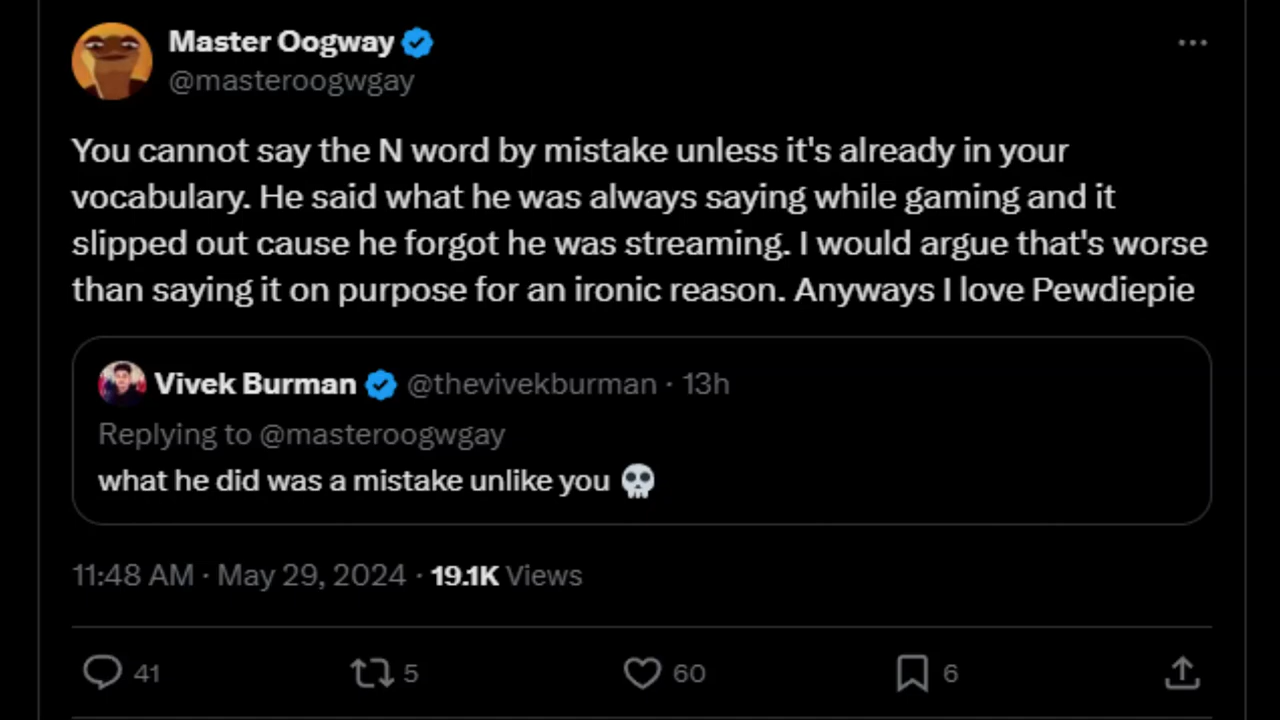 Master Oogway
@masteroogwgay
You cannot say the N word by mistake unless it's already in your
vocabulary. He said what he was always saying while gaming and it
slipped out cause he forgot he was streaming. I would argue that's worse
than saying it on purpose for an ironic reason. Anyways I love Pewdiepie
Vivek Burman @thevivekburman · 13h
Replying to @masteroogwgay
what he did was a mistake unlike you 💀
11:48 AM · May 29, 2024 · 19.1K Views
41 5 60 6